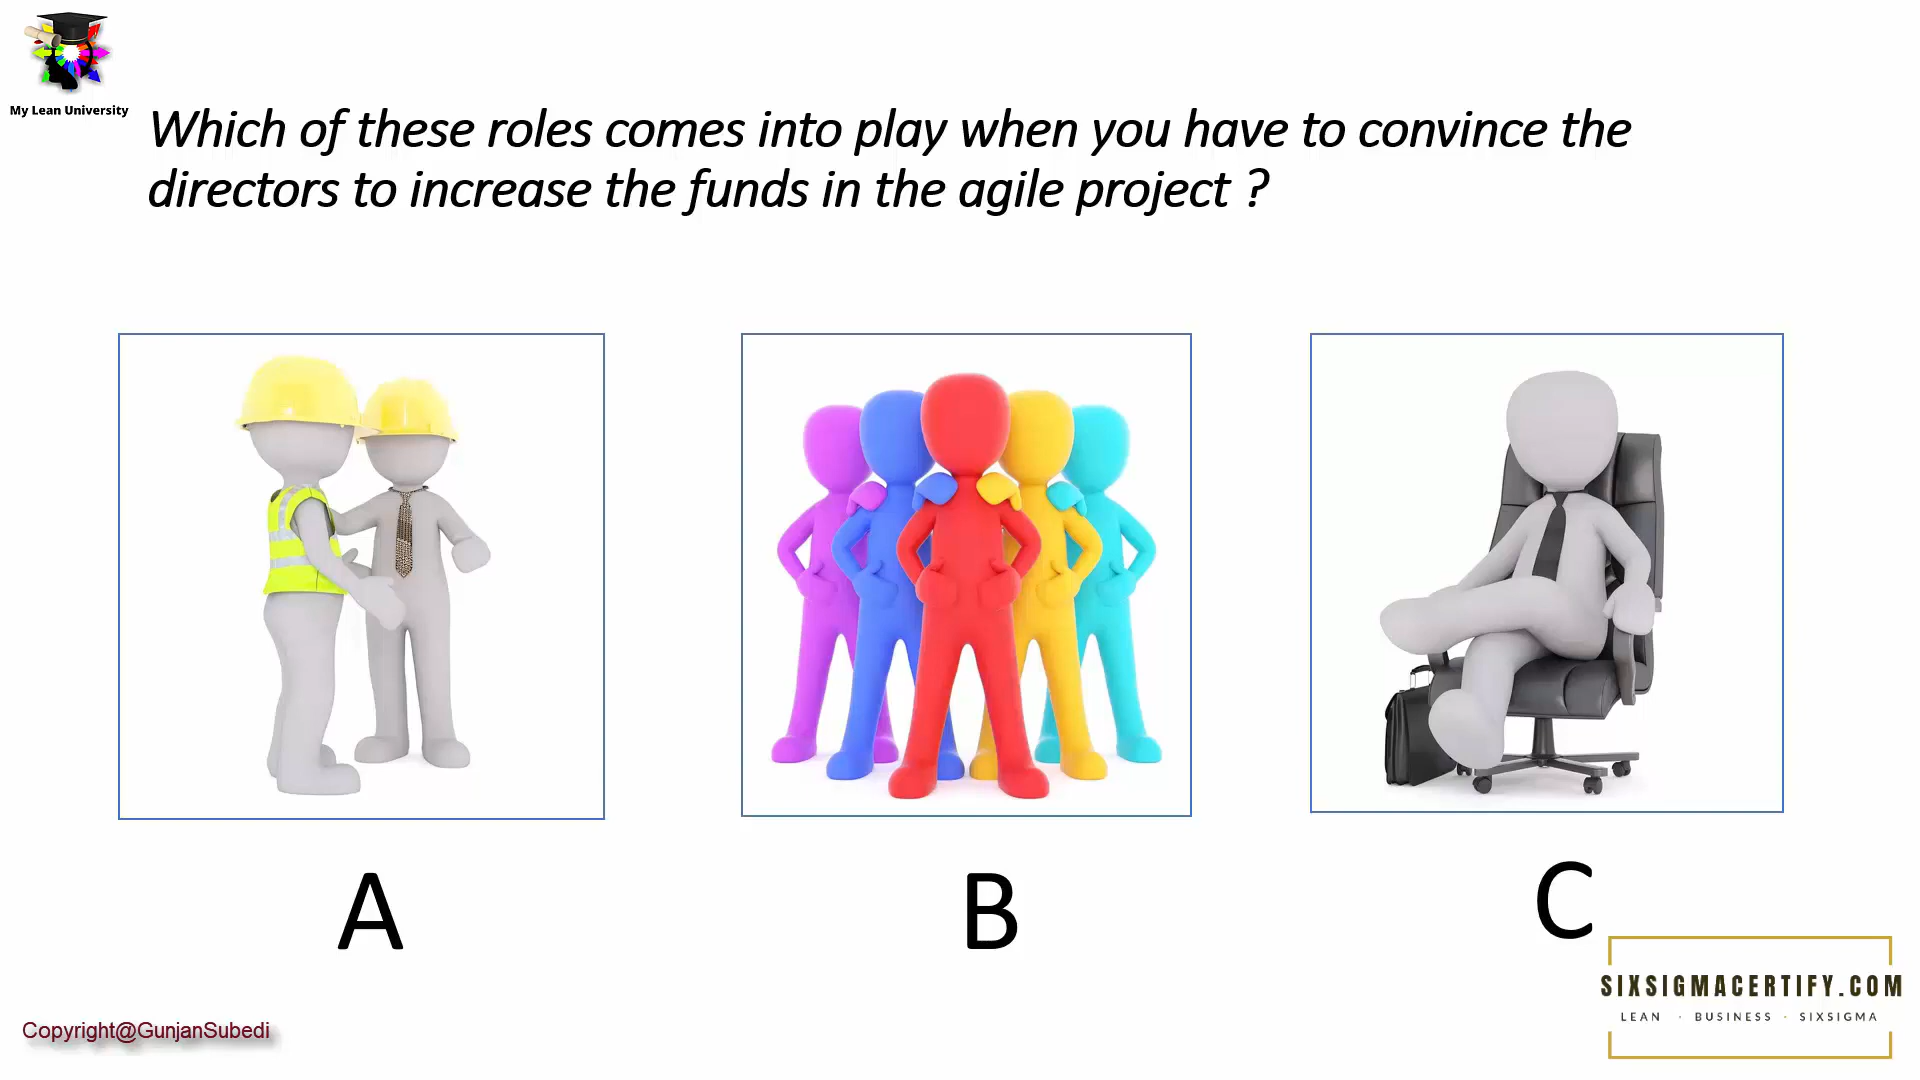 My Lean University
Which of these roles comes into play when you have to convince the
directors to increase the funds in the agile project ?
A
B
C
SIXSIGMACERTIFY.COM
LEAN · BUSINESS · SIXSIGMA
Copyright@GunjanSubedi